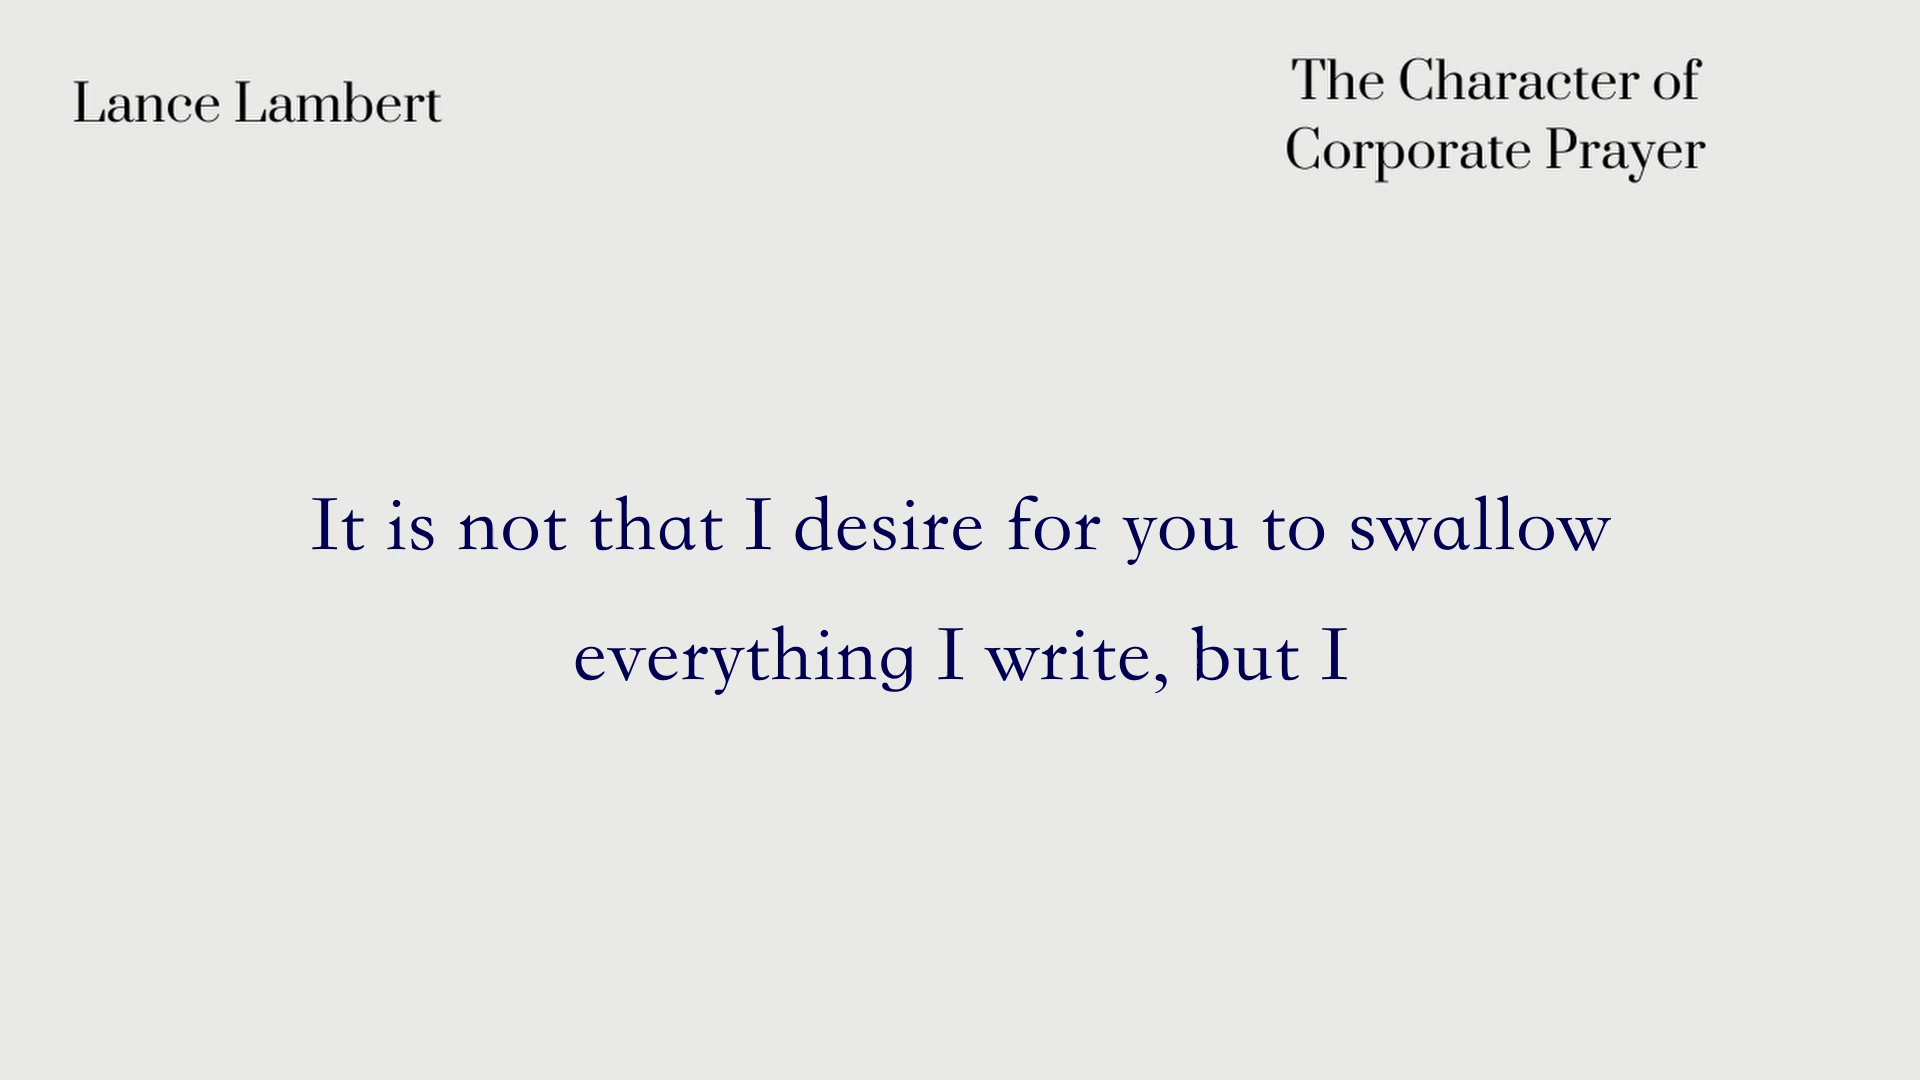 Lance Lambert
The Character of
Corporate Prayer
It is not that I desire for you to swallow
everything I write, but I